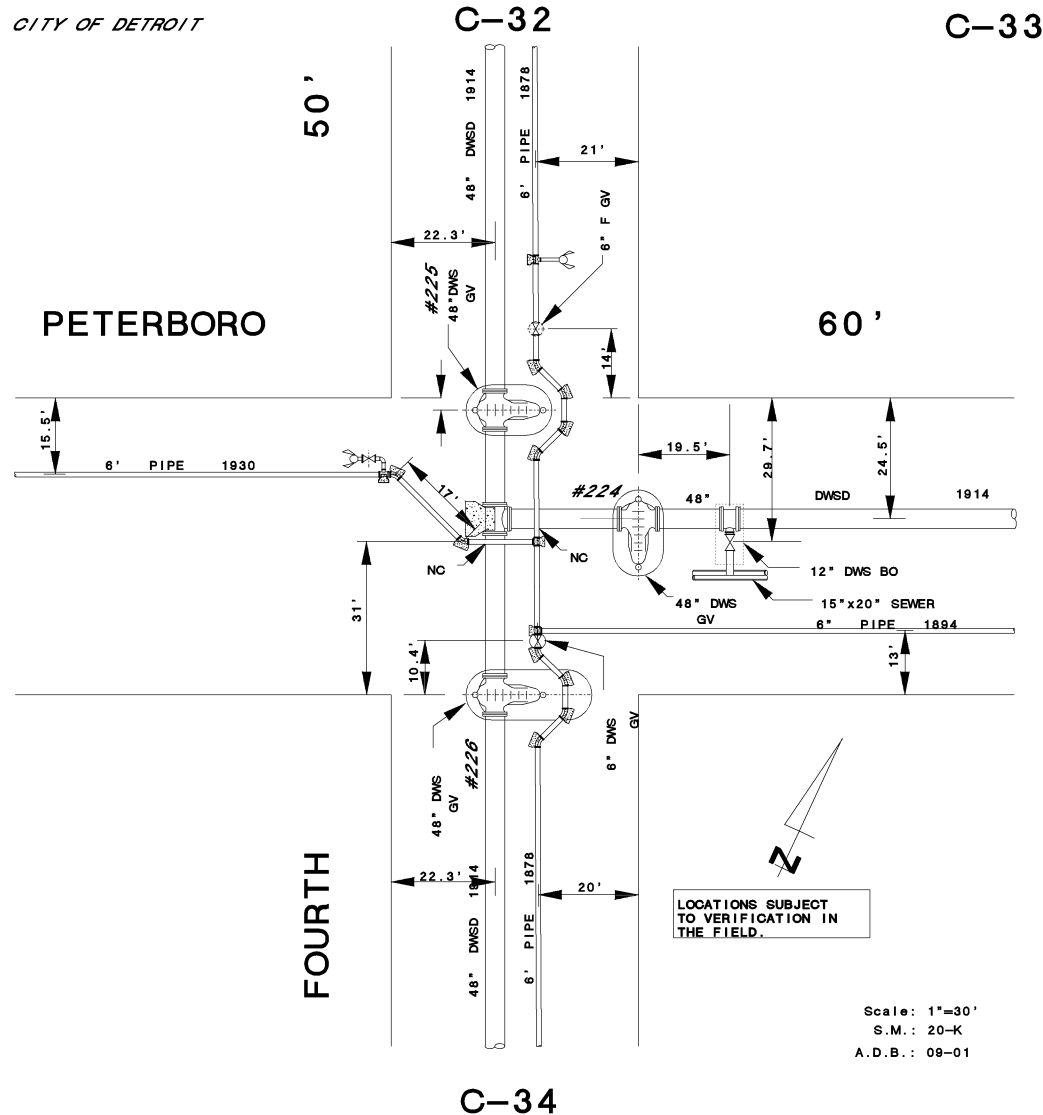 CITY OF DETROIT
C-32
C-33
50'
48" DWSD 1914
6' PIPE 1878
21'
6" F GV
22.3'
#225
48"DWS
GV
PETERBORO
60'
14'
15.5'
6' PIPE 1930
17'
19.5'
29.7'
24.5'
#224
48" DWSD 1914
NC
NC
12" DWS BO
31'
48" DWS
GV
15"x20" SEWER
6" PIPE 1894
10.4'
13'
6" DWS GV
#226
48" DWS
GV
N
FOURTH
22.3'
48" DWSD 1914
6' PIPE 1878
20'
LOCATIONS SUBJECT
TO VERIFICATION IN
THE FIELD.
Scale: 1"=30'
S.M.: 20-K
A.D.B.: 09-01
C-34